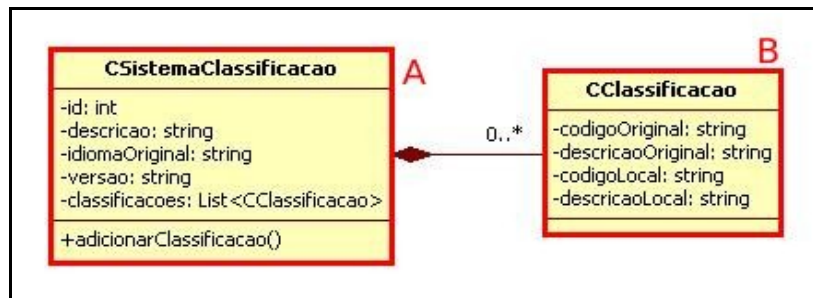 CSistemaClassificacao
-id: int
-descricao: string
-idiomaOriginal: string
-versao: string
-classificacoes: List<CClassificacao>
+adicionarClassificacao()
A
0..*
B
CClassificacao
-codigoOriginal: string
-descricaoOriginal: string
-codigoLocal: string
-descricaoLocal: string